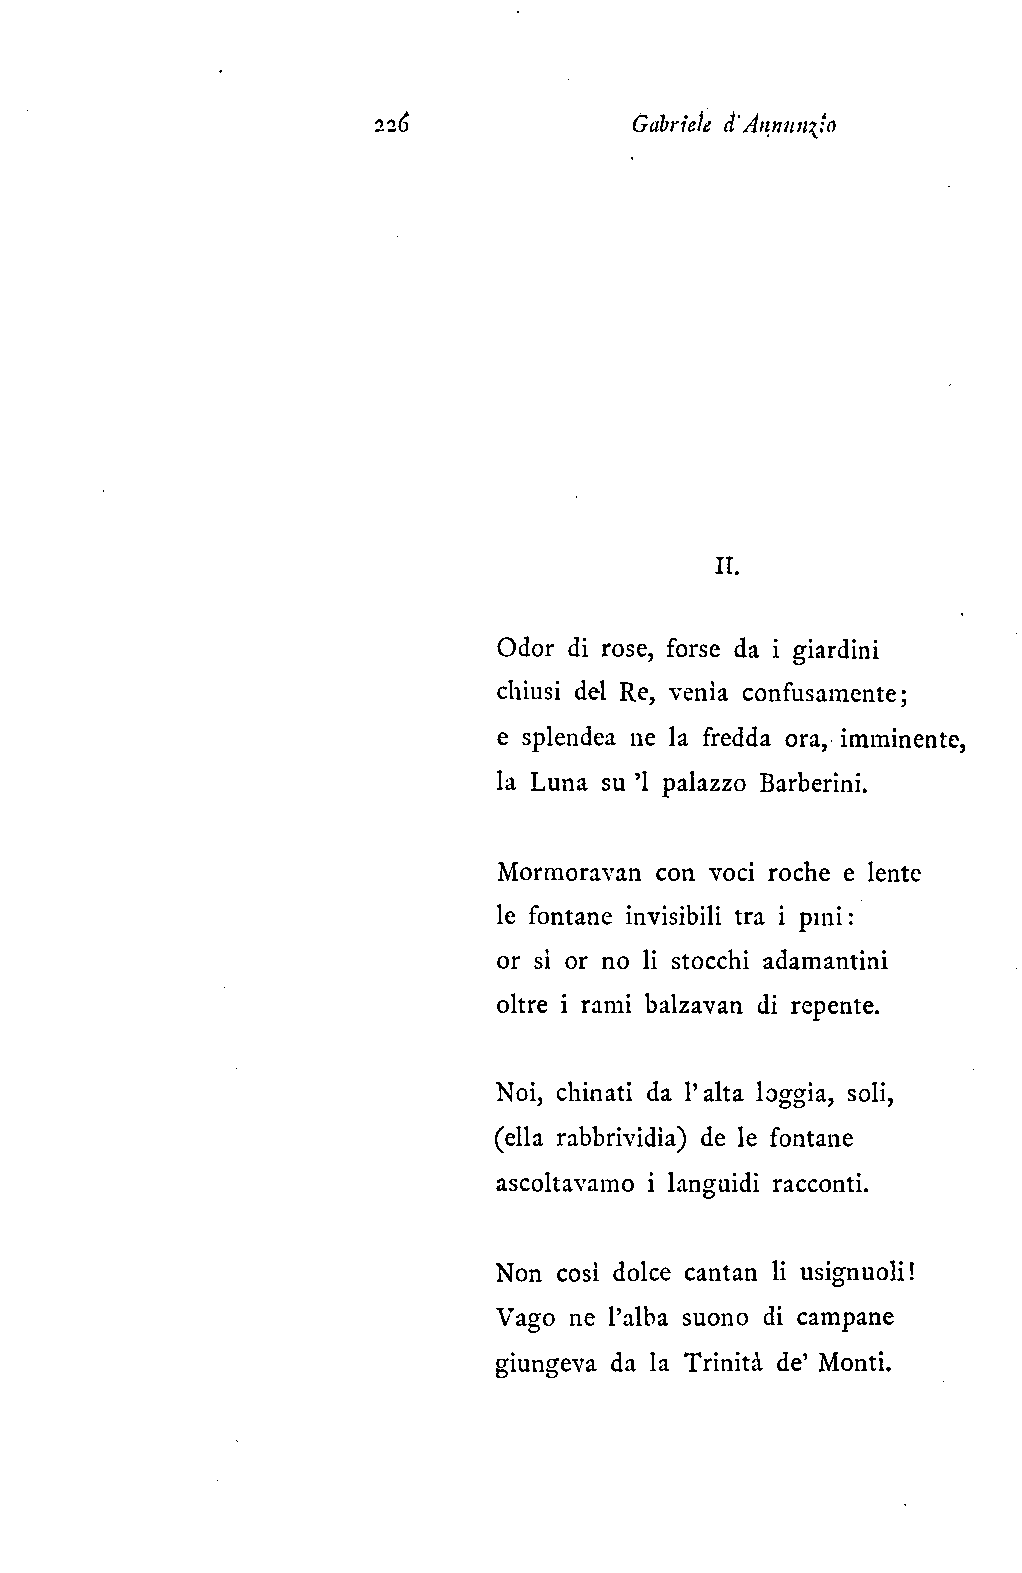 226 Gabriele d'Annunzio
II.
Odor di rose, forse da i giardini
chiusi del Re, venìa confusamente;
e splendea ne la fredda ora, imminente,
la Luna su 'l palazzo Barberini.
Mormoravan con voci roche e lente
le fontane invisibili tra i pini:
or sì or no li stocchi adamantini
oltre i rami balzavan di repente.
Noi, chinati da l'alta loggia, soli,
(ella rabbrividìa) de le fontane
ascoltavamo i languidi racconti.
Non così dolce cantan li usignuoli!
Vago ne l'alba suono di campane
giungeva da la Trinità de' Monti.